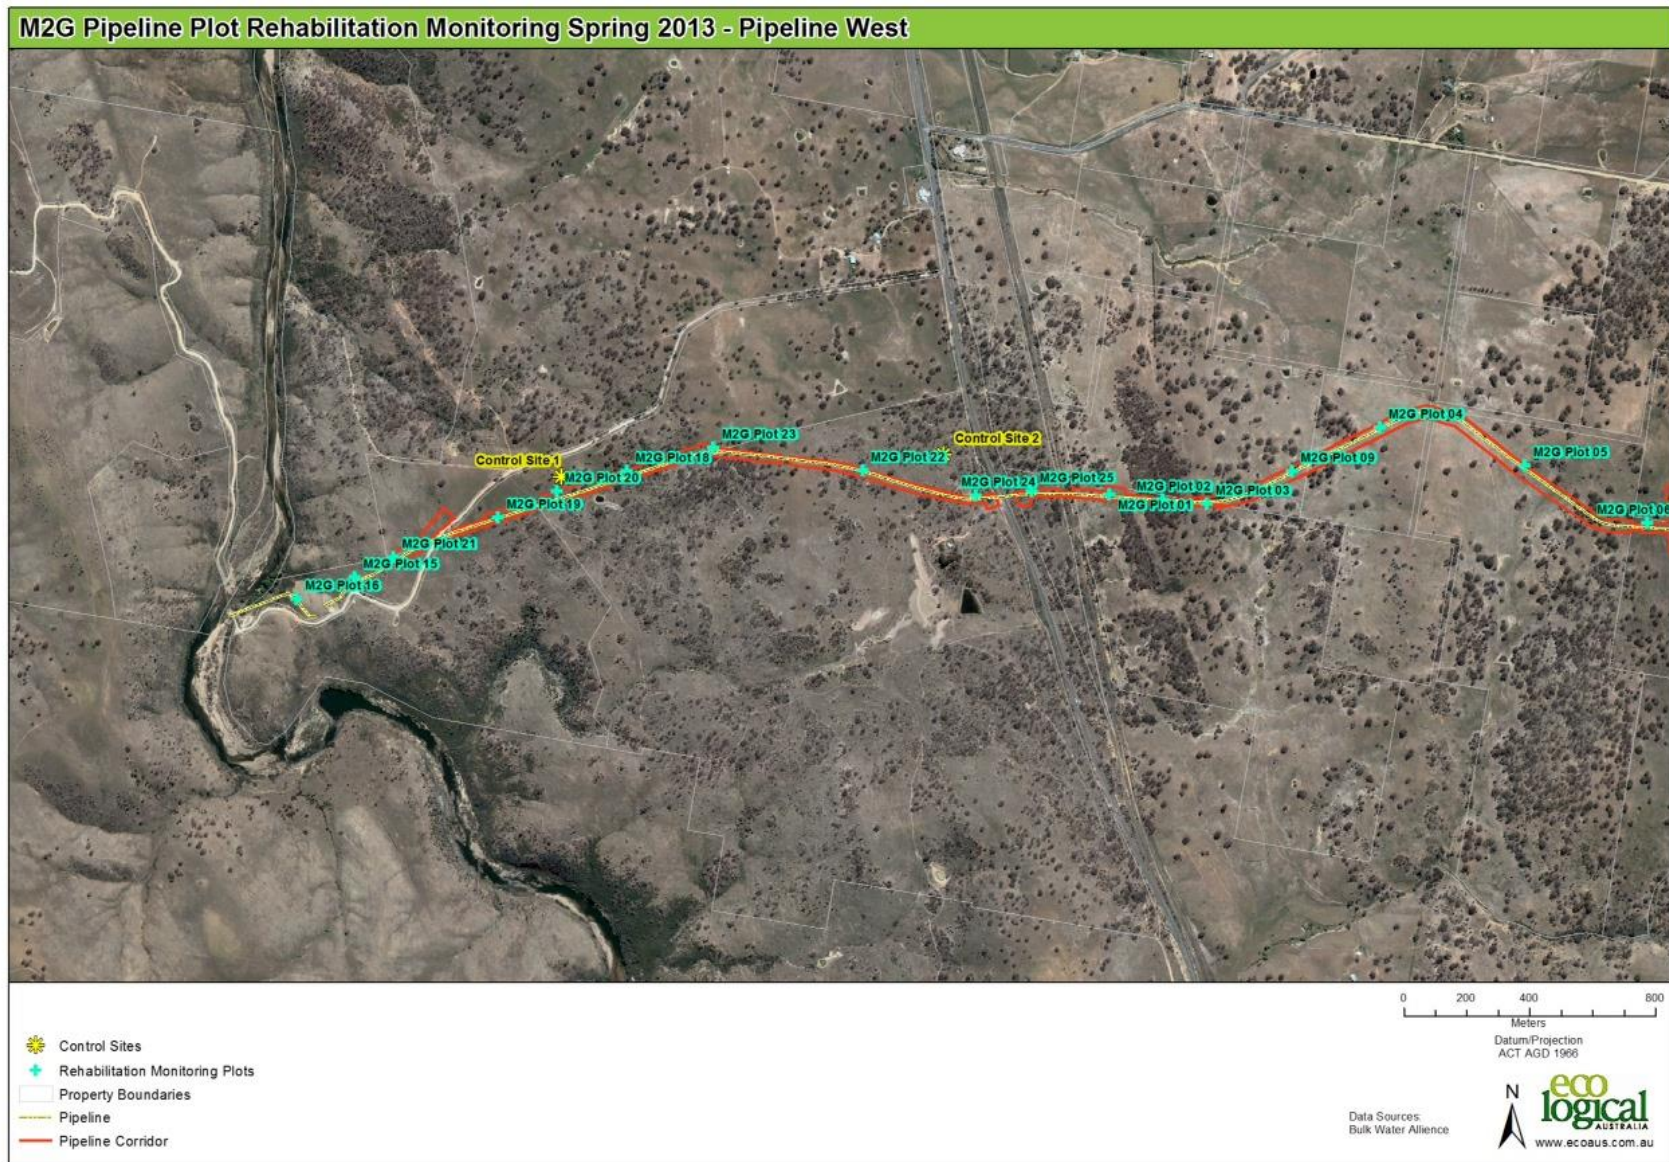 M2G Pipeline Plot Rehabilitation Monitoring Spring 2013 - Pipeline West
M2G Plot 04
M2G Plot 23
Control Site 2
Control Site 1
M2G Plot 18
M2G Plot 22
M2G Plot 09
M2G Plot 05
M2G Plot 20
M2G Plot 24
M2G Plot 25
M2G Plot 02
M2G Plot 03
M2G Plot 19
M2G Plot 01
M2G Plot 06
M2G Plot 21
M2G Plot 15
M2G Plot 16
0 200 400 800
Meters
Datum/Projection
ACT AGD 1966
Control Sites
Rehabilitation Monitoring Plots
Property Boundaries
Pipeline
Pipeline Corridor
Data Sources:
Bulk Water Allience
N
eco
logical
AUSTRALIA
www.ecoaus.com.au